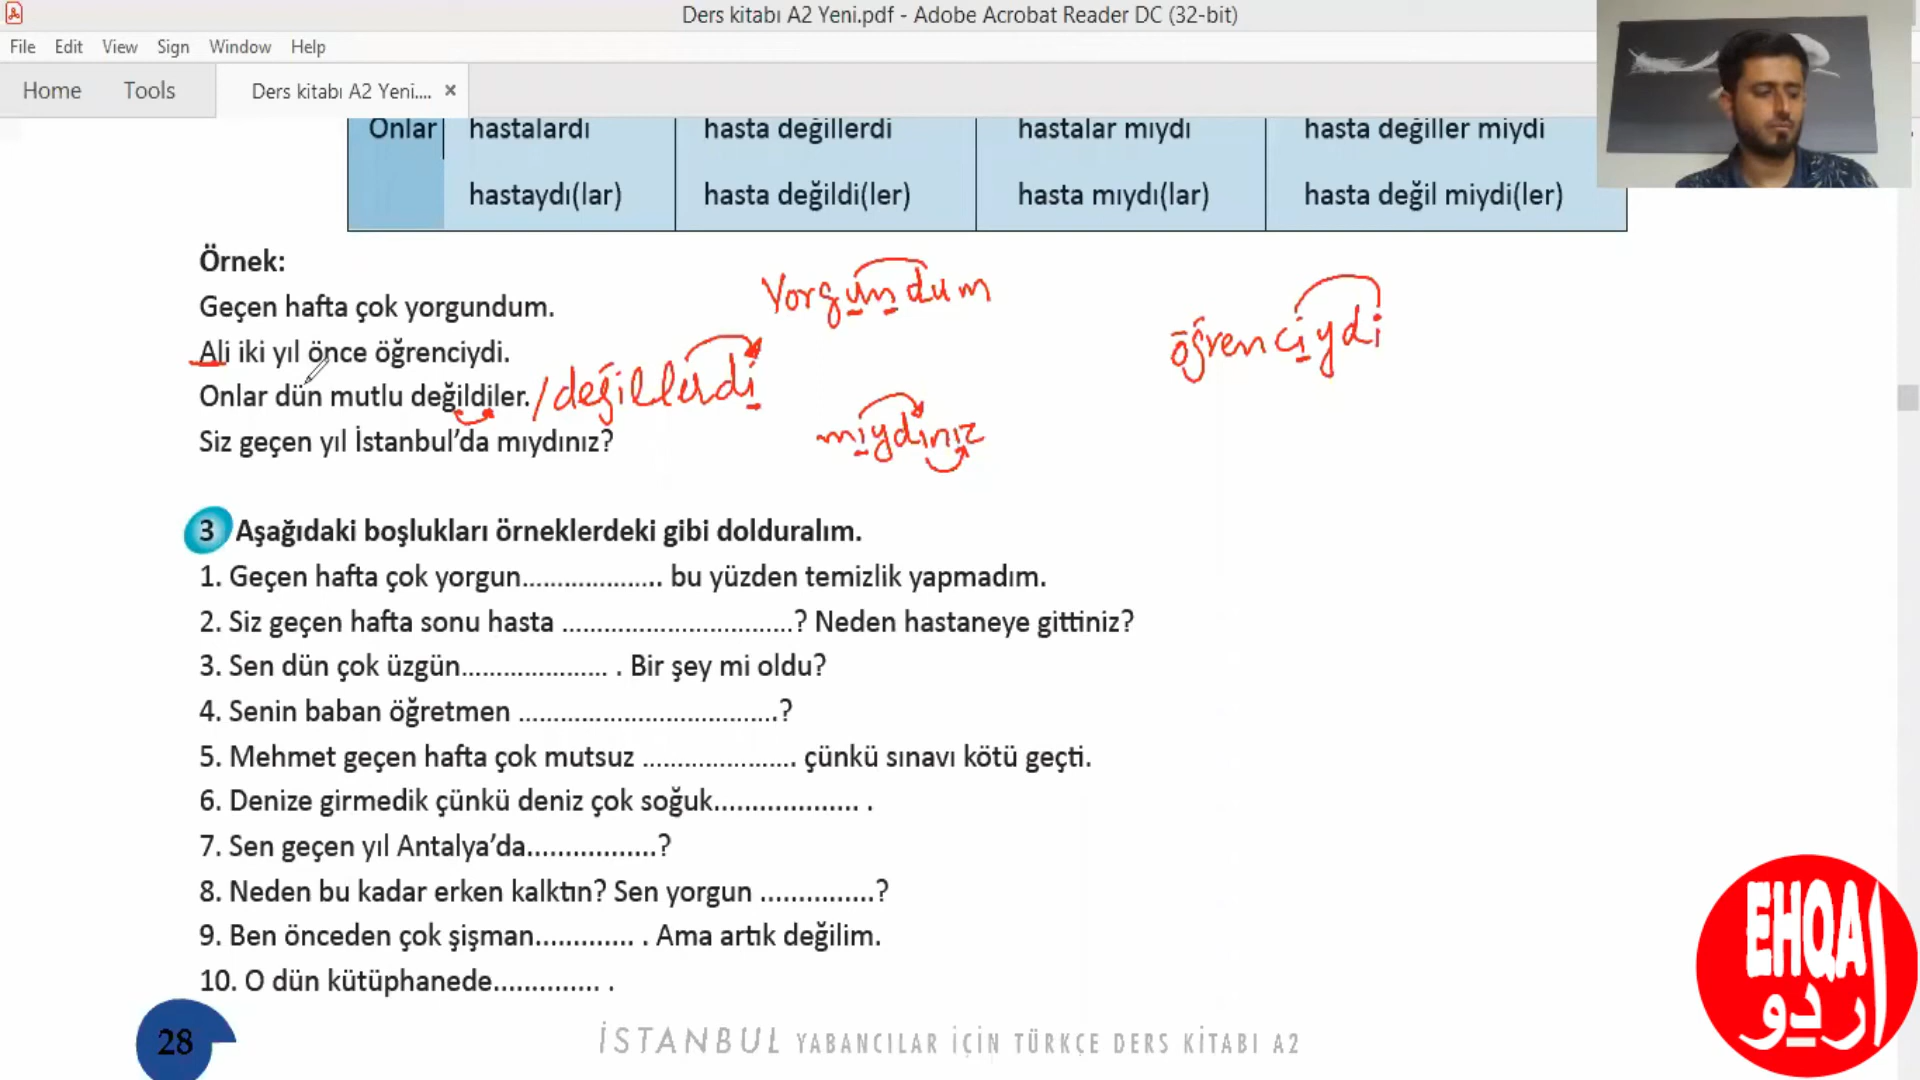 Ders kitabı A2 Yeni.pdf - Adobe Acrobat Reader DC (32-bit)
File Edit View Sign Window Help
Home Tools Ders kitabı A2 Yeni.... ×
Onlar hastalardı hasta değillerdi hastalar mıydı hasta değiller miydi
hastaydı(lar) hasta değildi(ler) hasta mıydı(lar) hasta değil miydi(ler)
Örnek:
Geçen hafta çok yorgundum. Yorgundum
Ali iki yıl önce öğrenciydi. öğrenciydi
Onlar dün mutlu değildiler. /değillerdi
Siz geçen yıl İstanbul'da mıydınız? mıydınız
3 Aşağıdaki boşlukları örneklerdeki gibi dolduralım.
1. Geçen hafta çok yorgun................... bu yüzden temizlik yapmadım.
2. Siz geçen hafta sonu hasta .................................? Neden hastaneye gittiniz?
3. Sen dün çok üzgün..................... . Bir şey mi oldu?
4. Senin baban öğretmen .....................................?
5. Mehmet geçen hafta çok mutsuz ...................... çünkü sınavı kötü geçti.
6. Denize girmedik çünkü deniz çok soğuk................... .
7. Sen geçen yıl Antalya'da.................?
8. Neden bu kadar erken kalktın? Sen yorgun ...............?
9. Ben önceden çok şişman............. . Ama artık değilim.
10. O dün kütüphanede.............. .
28
İSTANBUL YABANCILAR İÇİN TÜRKÇE DERS KİTABI A2
EHQA
اردو